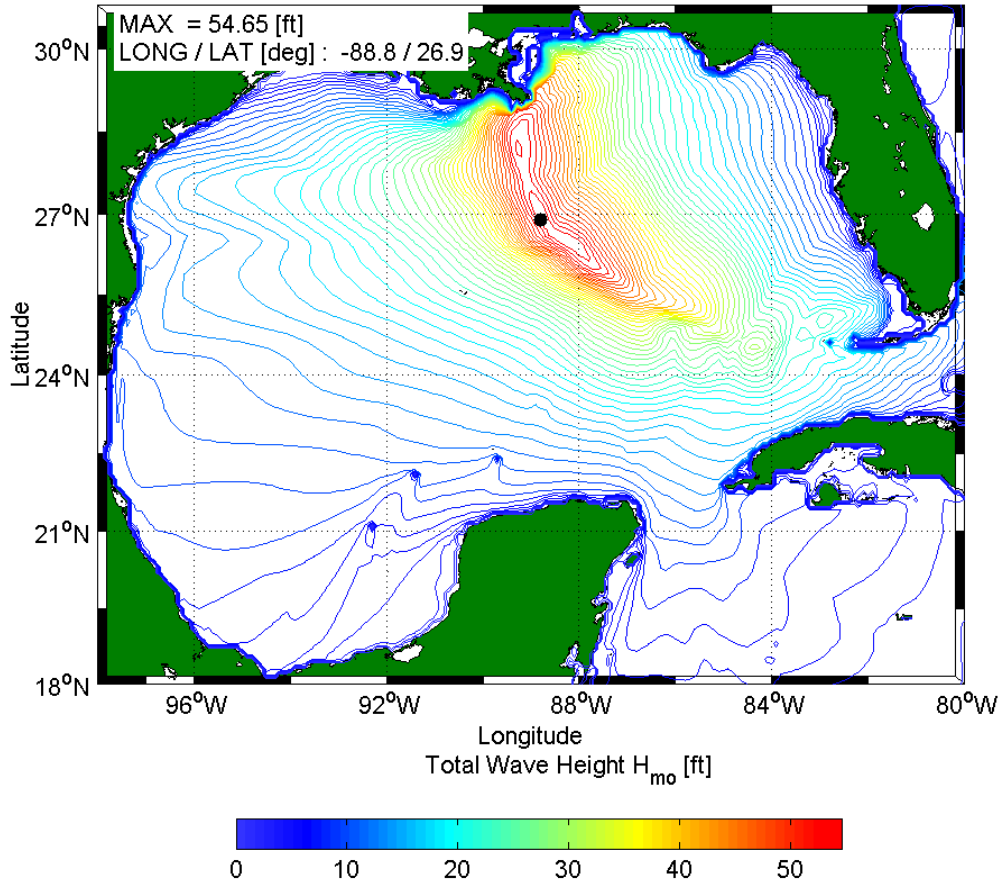 MAX = 54.65 [ft]
LONG / LAT [deg] : -88.8 / 26.9
30°N
27°N
24°N
21°N
18°N
Latitude
96°W 92°W 88°W 84°W 80°W
Longitude
Total Wave Height Hmo [ft]
0 10 20 30 40 50